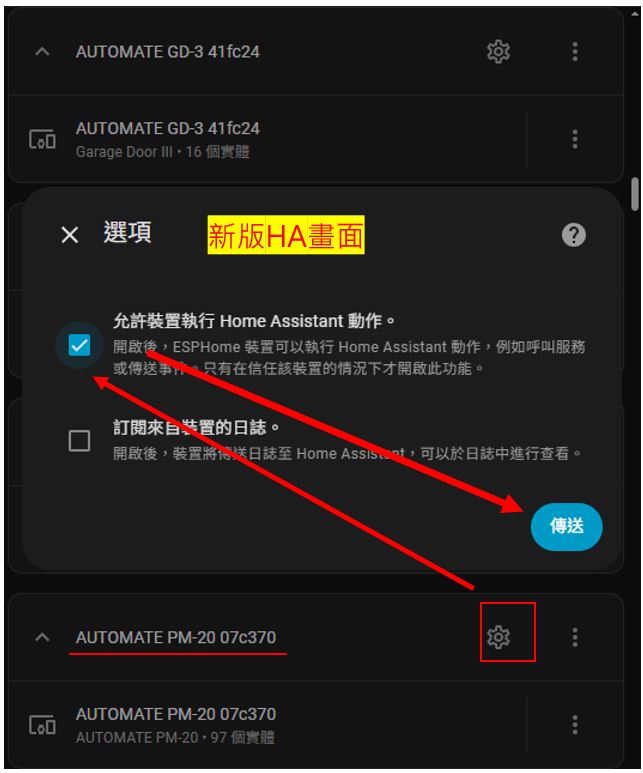 AUTOMATE GD-3 41fc24
AUTOMATE GD-3 41fc24
Garage Door III • 16 個實體
選項
新版HA畫面
允許裝置執行 Home Assistant 動作。
開啟後，ESPHome 裝置可以執行 Home Assistant 動作，例如呼叫服務
或傳送事件。只有在信任該裝置的情況下才開啟此功能。
訂閱來自裝置的日誌。
開啟後，裝置將傳送日誌至 Home Assistant，可以於日誌中進行查看。
傳送
AUTOMATE PM-20 07c370
AUTOMATE PM-20 07c370
AUTOMATE PM-20 • 97 個實體